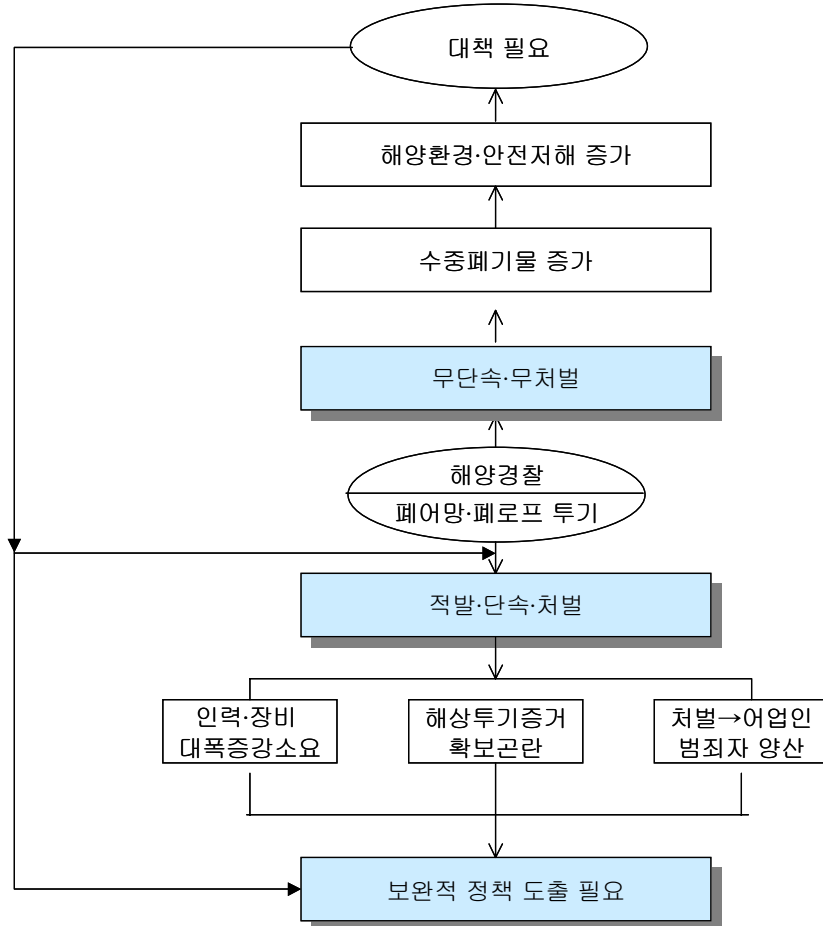 대책 필요
해양환경·안전저해 증가
수중폐기물 증가
무단속·무처벌
해양경찰
폐어망·폐로프 투기
적발·단속·처벌
인력·장비
대폭증강소요
해상투기증거
확보곤란
처벌→어업인
범죄자 양산
보완적 정책 도출 필요